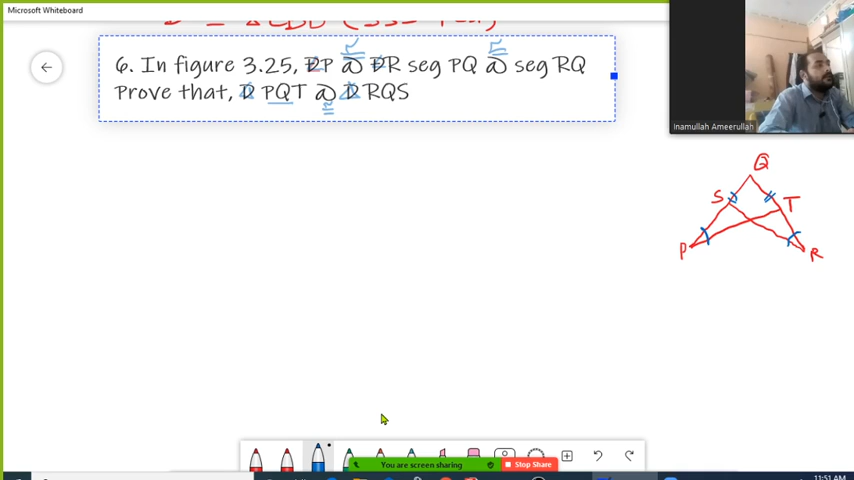 Microsoft Whiteboard
6. In figure 3.25, ∠P ≅ ∠R seg PQ ≅ seg RQ
Prove that, Δ PQT ≅ Δ RQS
Inamullah Ameerullah
Q
S
T
P
R
You are screen sharing
Stop Share
11:51 AM